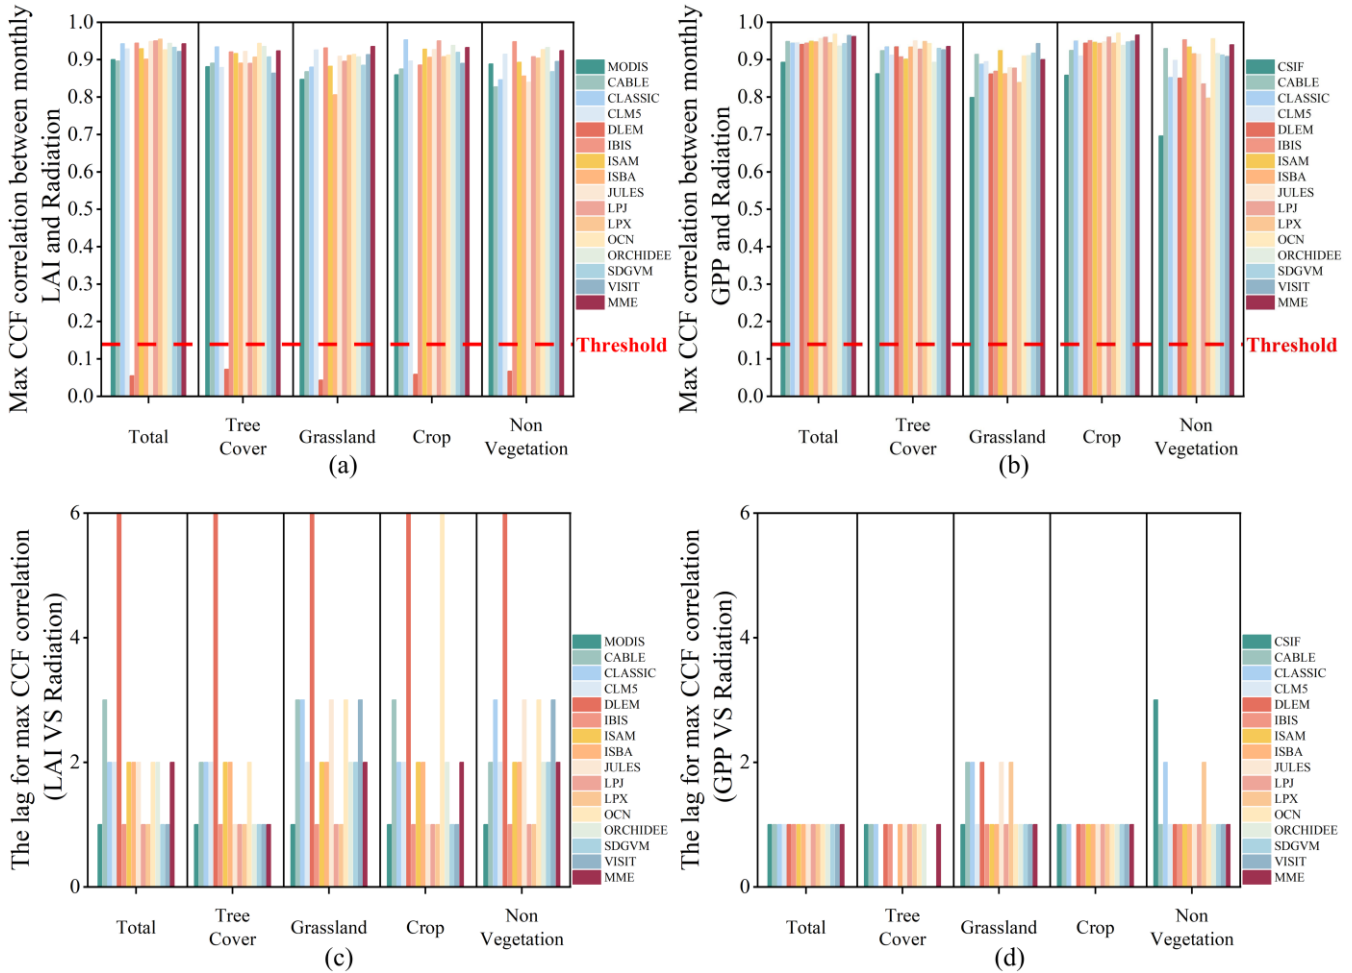 Max CCF correlation between monthly
LAI and Radiation
1.0
0.9
0.8
0.7
0.6
0.5
0.4
0.3
0.2
0.1
0.0
MODIS
CABLE
CLASSIC
CLM5
DLEM
IBIS
ISAM
ISBA
JULES
LPJ
LPX
OCN
ORCHIDEE
SDGVM
VISIT
MME
Threshold
Total
Tree
Cover
Grassland
Crop
Non
Vegetation
(a)
Max CCF correlation between monthly
GPP and Radiation
1.0
0.9
0.8
0.7
0.6
0.5
0.4
0.3
0.2
0.1
0.0
CSIF
CABLE
CLASSIC
CLM5
DLEM
IBIS
ISAM
ISBA
JULES
LPJ
LPX
OCN
ORCHIDEE
SDGVM
VISIT
MME
Threshold
Total
Tree
Cover
Grassland
Crop
Non
Vegetation
(b)
The lag for max CCF correlation
(LAI VS Radiation)
6
4
2
0
MODIS
CABLE
CLASSIC
CLM5
DLEM
IBIS
ISAM
ISBA
JULES
LPJ
LPX
OCN
ORCHIDEE
SDGVM
VISIT
MME
Total
Tree
Cover
Grassland
Crop
Non
Vegetation
(c)
The lag for max CCF correlation
(GPP VS Radiation)
6
4
2
0
CSIF
CABLE
CLASSIC
CLM5
DLEM
IBIS
ISAM
ISBA
JULES
LPJ
LPX
OCN
ORCHIDEE
SDGVM
VISIT
MME
Total
Tree
Cover
Grassland
Crop
Non
Vegetation
(d)